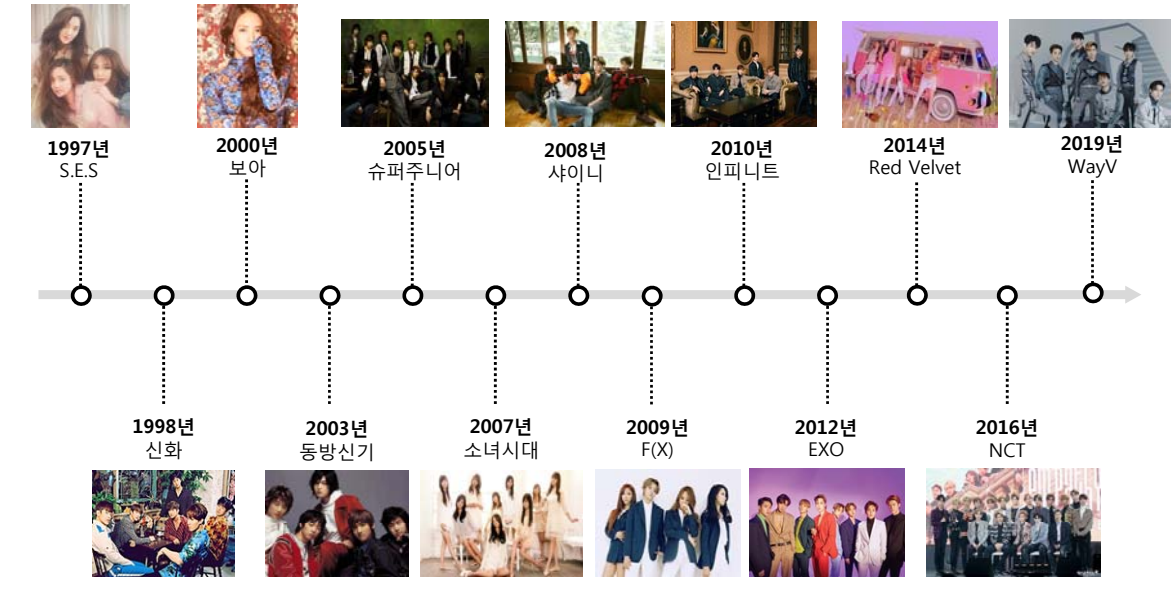 1997년
S.E.S
2000년
보아
2005년
슈퍼주니어
2008년
샤이니
2010년
인피니트
2014년
Red Velvet
2019년
WayV
1998년
신화
2003년
동방신기
2007년
소녀시대
2009년
F(X)
2012년
EXO
2016년
NCT